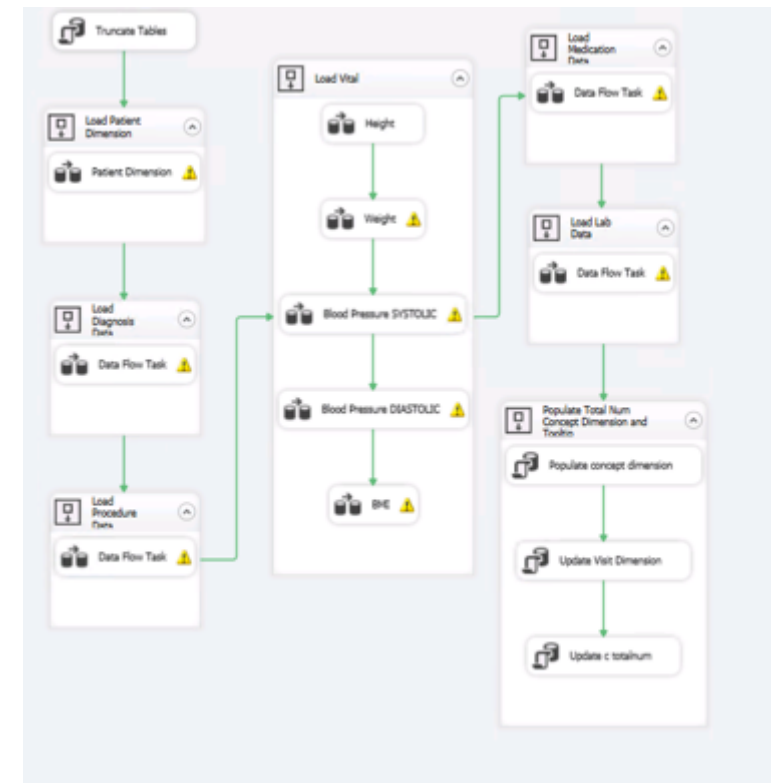 Truncate Tables
Load Patient
Dimension
Patient Dimension
Load
Diagnosis
Data
Data Flow Task
Load
Procedure
Data
Data Flow Task
Load Vital
Height
Weight
Blood Pressure SYSTOLIC
Blood Pressure DIASTOLIC
BMI
Load
Medication
Data
Data Flow Task
Load Lab
Data
Data Flow Task
Populate Total Num
Concept Dimension and
Tooltip
Populate concept dimension
Update Visit Dimension
Update c totalnum